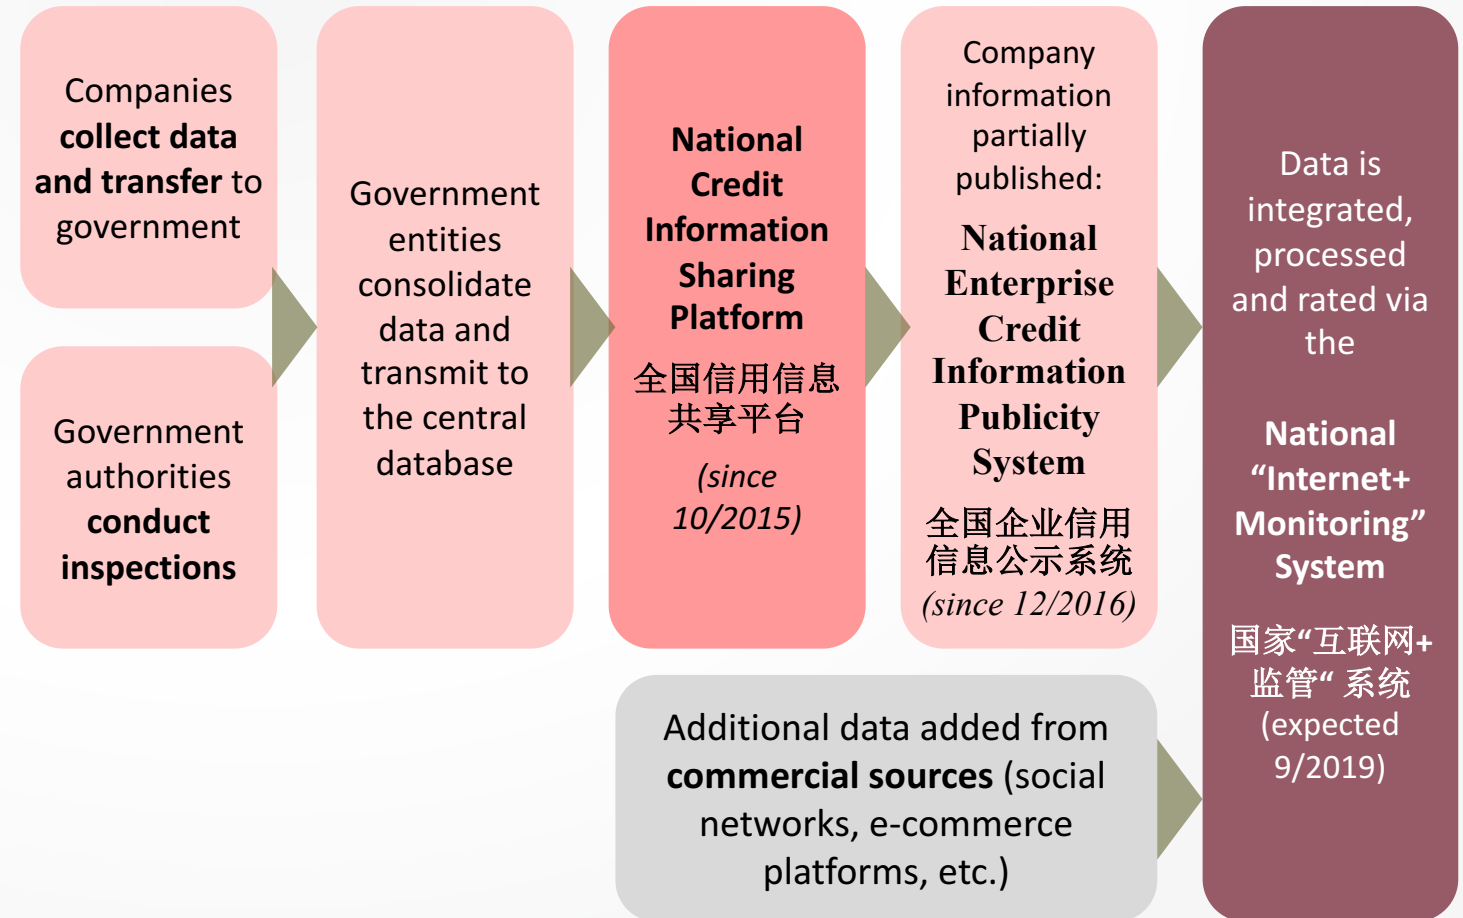 Companies
collect data
and transfer to
government
Government
authorities
conduct
inspections
Government
entities
consolidate
data and
transmit to
the central
database
National
Credit
Information
Sharing
Platform
全国信用信息
共享平台
(since
10/2015)
Company
information
partially
published:
National
Enterprise
Credit
Information
Publicity
System
全国企业信用
信息公示系统
(since 12/2016)
Additional data added from
commercial sources (social
networks, e-commerce
platforms, etc.)
Data is
integrated,
processed
and rated via
the
National
“Internet+
Monitoring”
System
国家“互联网+
监管“ 系统
(expected
9/2019)